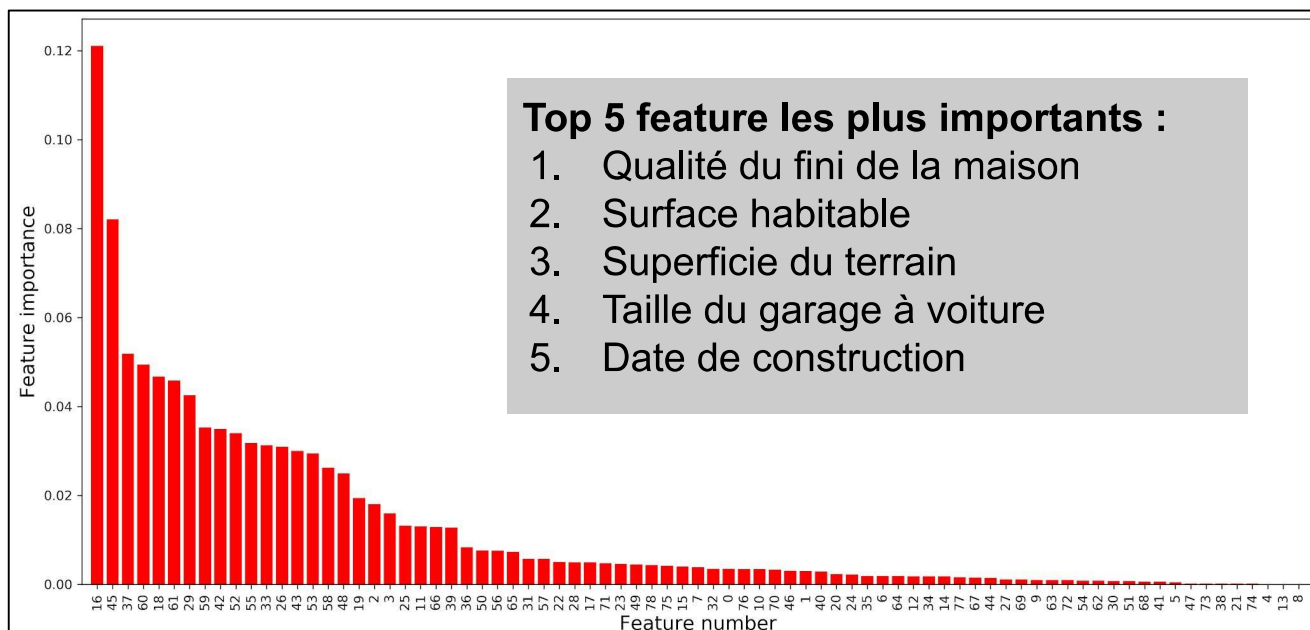 0.12
0.10
0.08
0.06
0.04
0.02
0.00
Feature importance
Top 5 feature les plus importants :
1. Qualité du fini de la maison
2. Surface habitable
3. Superficie du terrain
4. Taille du garage à voiture
5. Date de construction
16 45 37 60 18 61 29 59 42 52 55 33 26 43 53 58 48 19 2 3 25 11 66 39 36 50 56 65 31 57 22 28 17 71 23 49 78 75 15 7 32 0 76 10 70 46 1 40 20 24 35 6 64 12 34 14 77 67 44 27 69 9 63 72 54 62 30 51 68 41 5 47 73 38 21 74 4 13 8
Feature number